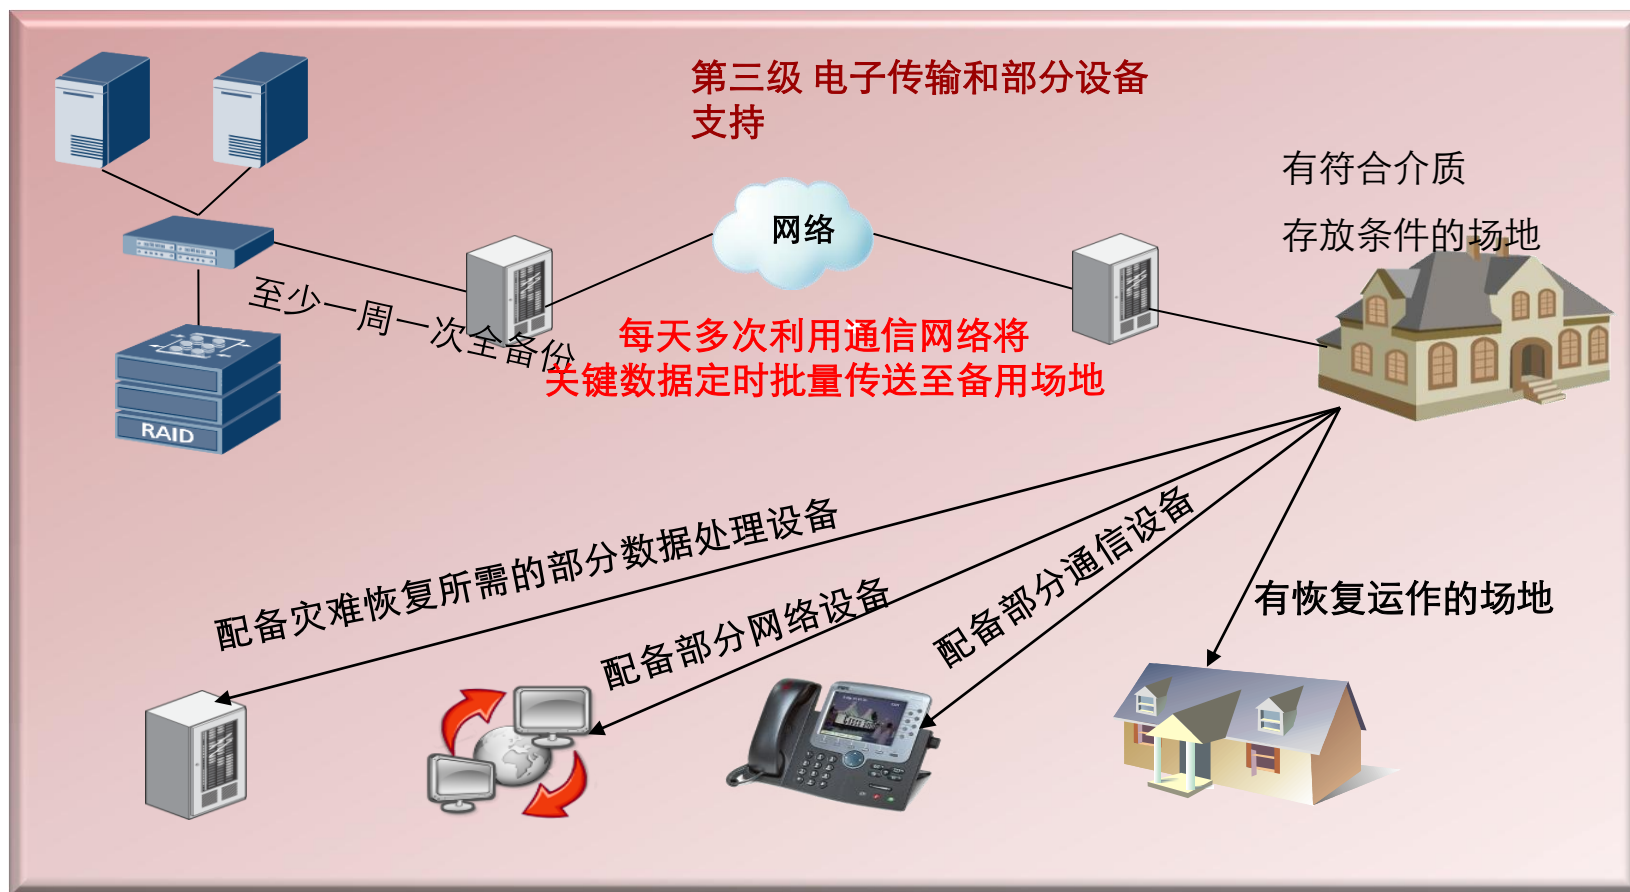 第三级 电子传输和部分设备
支持
有符合介质
存放条件的场地
网络
至少一周一次全备份
每天多次利用通信网络将
关键数据定时批量传送至备用场地
RAID
配备灾难恢复所需的部分数据处理设备
配备部分网络设备
配备部分通信设备
有恢复运作的场地